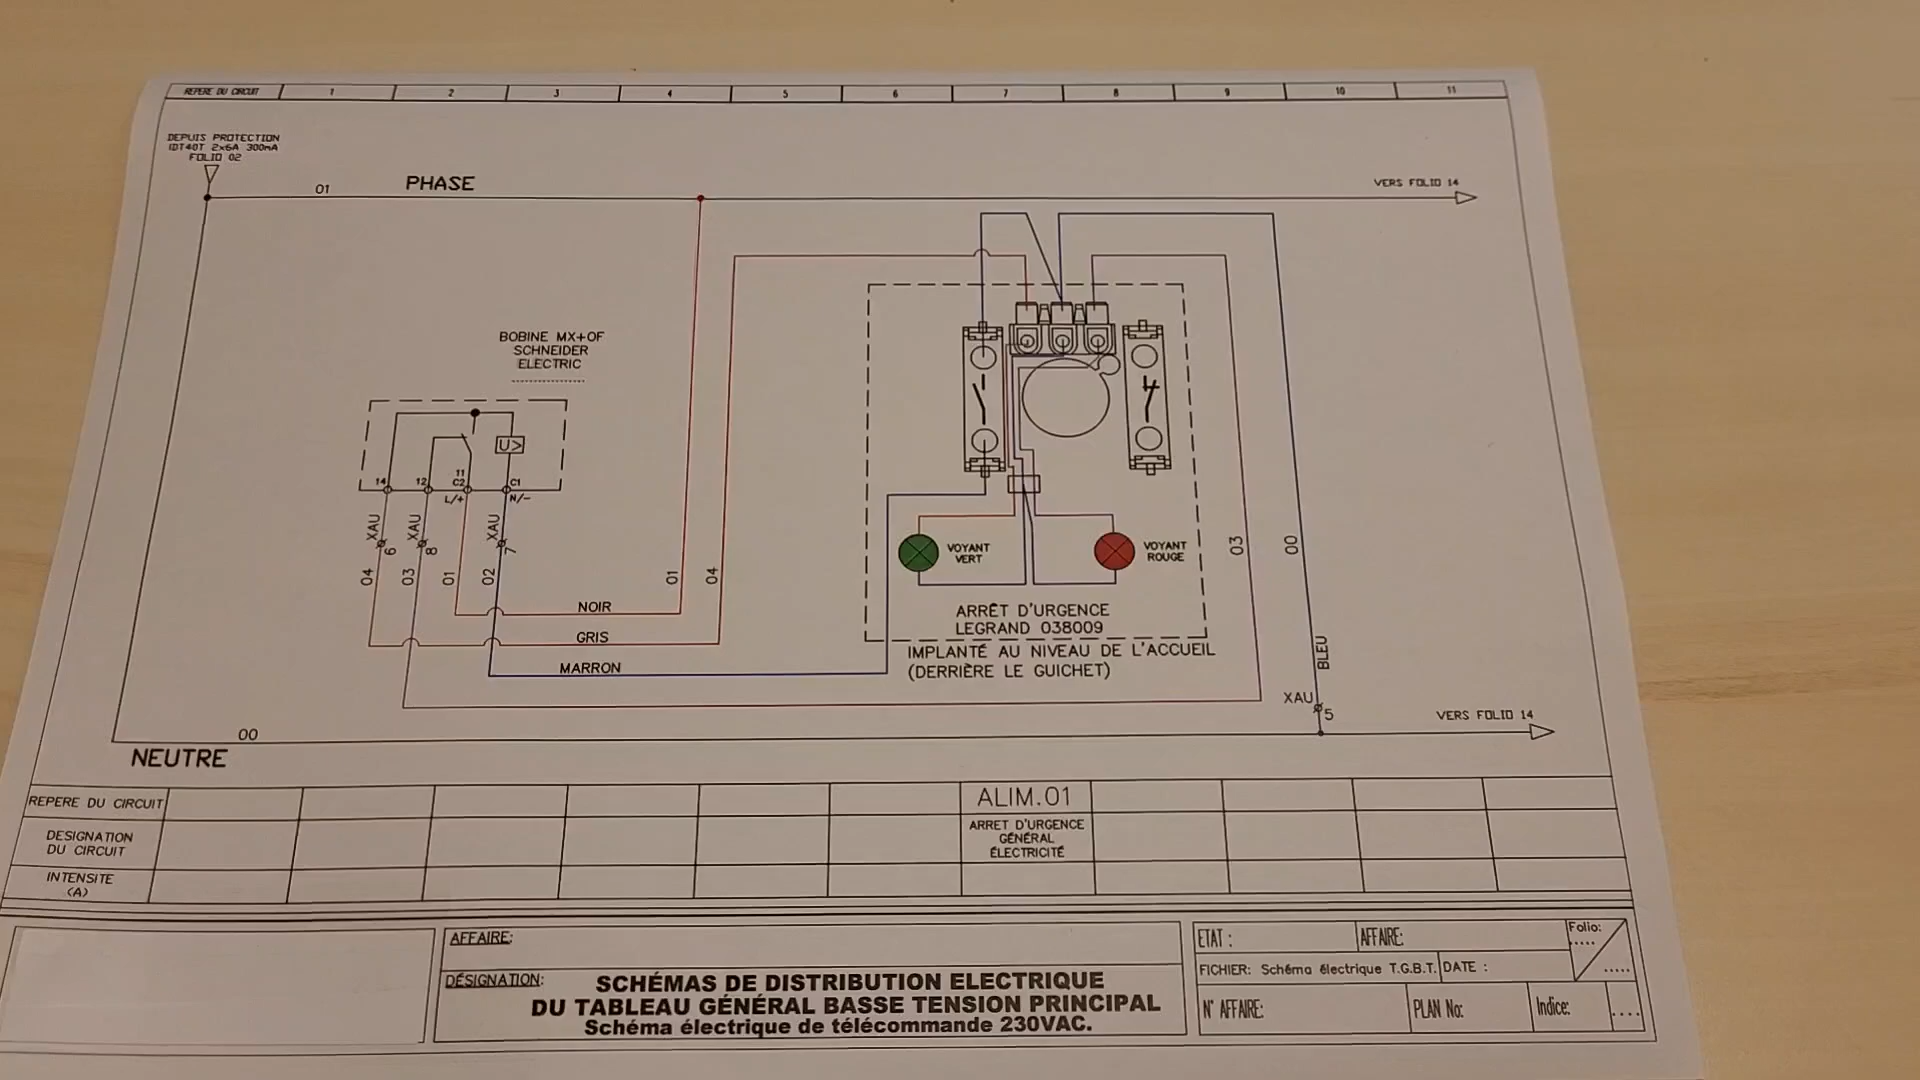 REPERE DU CIRCUIT 1 2 3 4 5 6 7 8 9 10 11
DEPUIS PROTECTION
IDT40T 2x6A 300mA
FOLIO 02
01
PHASE
VERS FOLIO 14
BOBINE MX+OF
SCHNEIDER
ELECTRIC
U>
14 12 11 C2 C1
L/+ N/-
XAU XAU XAU
6 8 7
04 03 01 02 01 04
03 00
VOYANT
VERT
VOYANT
ROUGE
NOIR
GRIS
MARRON
ARRÊT D'URGENCE
LEGRAND 038009
IMPLANTÉ AU NIVEAU DE L'ACCUEIL
(DERRIÈRE LE GUICHET)
BLEU
XAU
5
VERS FOLIO 14
00
NEUTRE
REPERE DU CIRCUIT
ALIM.01
DESIGNATION
DU CIRCUIT
ARRET D'URGENCE
GÉNÉRAL
ÉLECTRICITÉ
INTENSITE
(A)
AFFAIRE:
DÉSIGNATION:
SCHÉMAS DE DISTRIBUTION ELECTRIQUE
DU TABLEAU GÉNÉRAL BASSE TENSION PRINCIPAL
Schéma électrique de télécommande 230VAC.
ETAT :
AFFAIRE:
Folio:
.....
.....
FICHIER: Schéma électrique T.G.B.T.
DATE :
N° AFFAIRE:
PLAN No:
Indice:
....